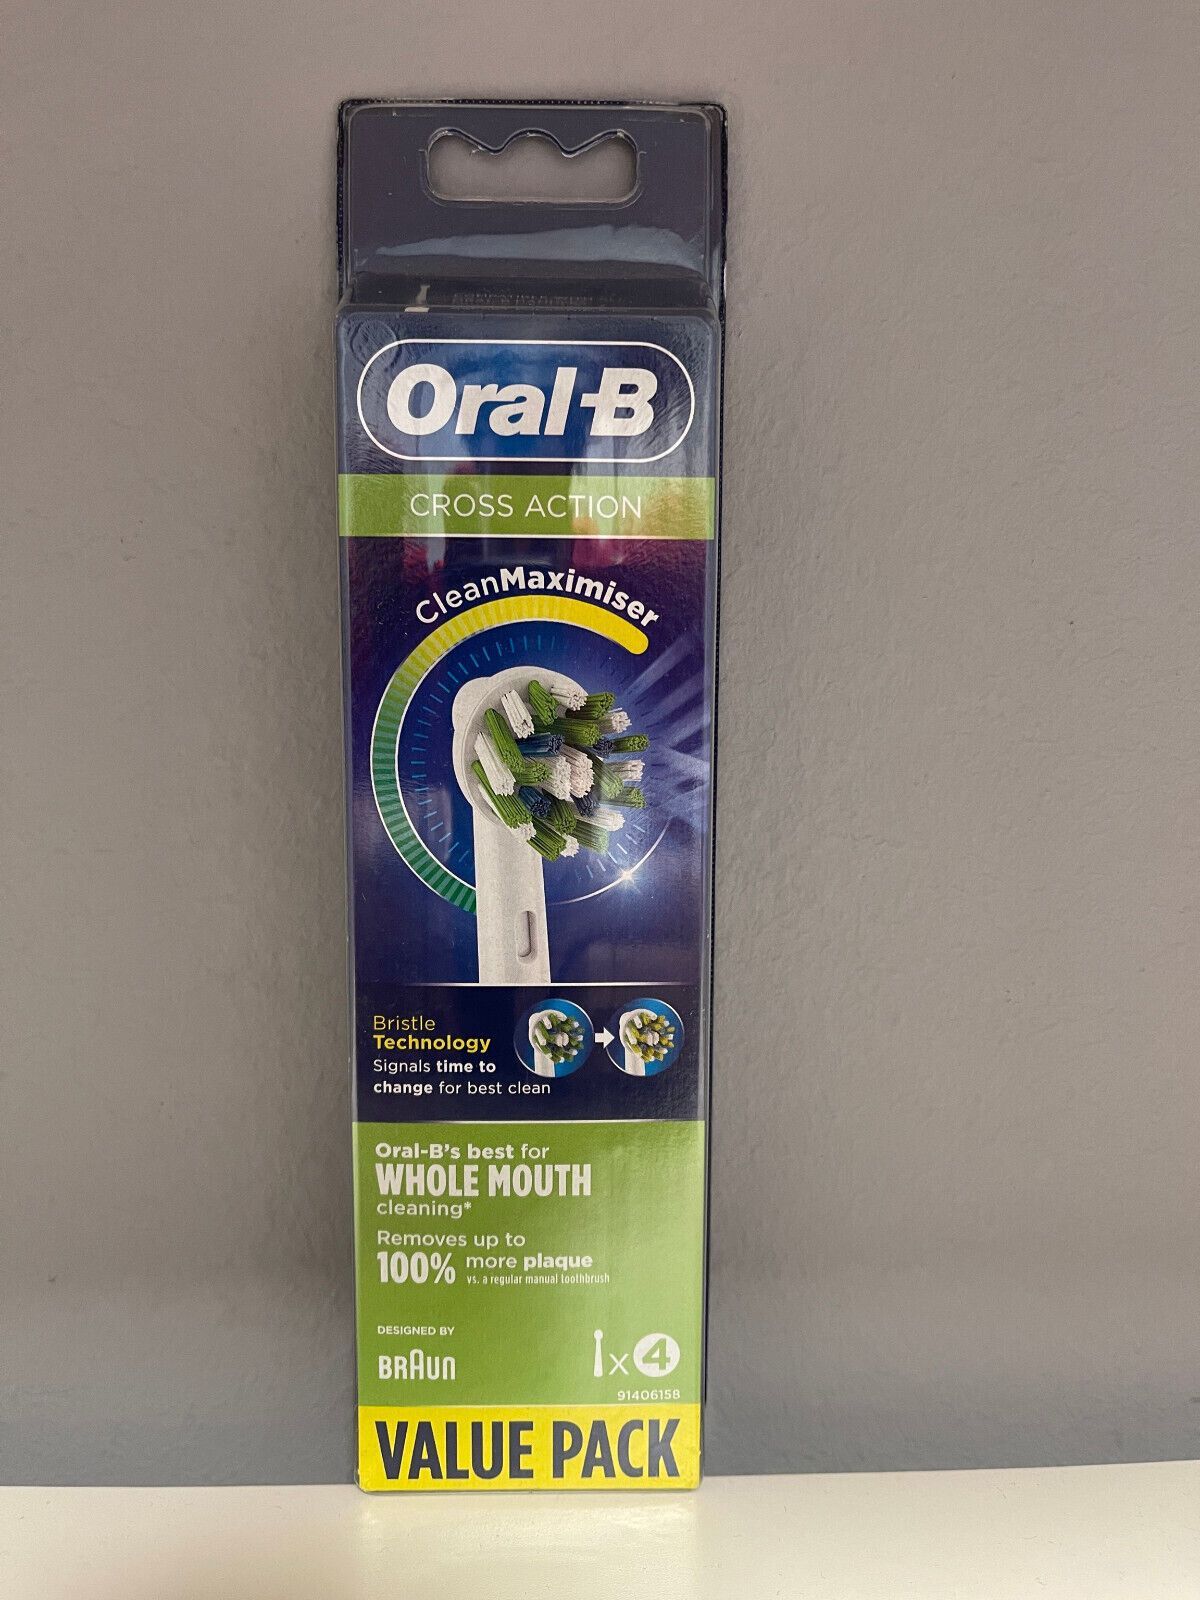 Oral-B
CROSS ACTION
CleanMaximiser
Bristle
Technology
Signals time to
change for best clean
Oral-B's best for
WHOLE MOUTH
cleaning*
Removes up to
100% more plaque
vs. a regular manual toothbrush
DESIGNED BY
BRAUN
x 4
91406158
VALUE PACK